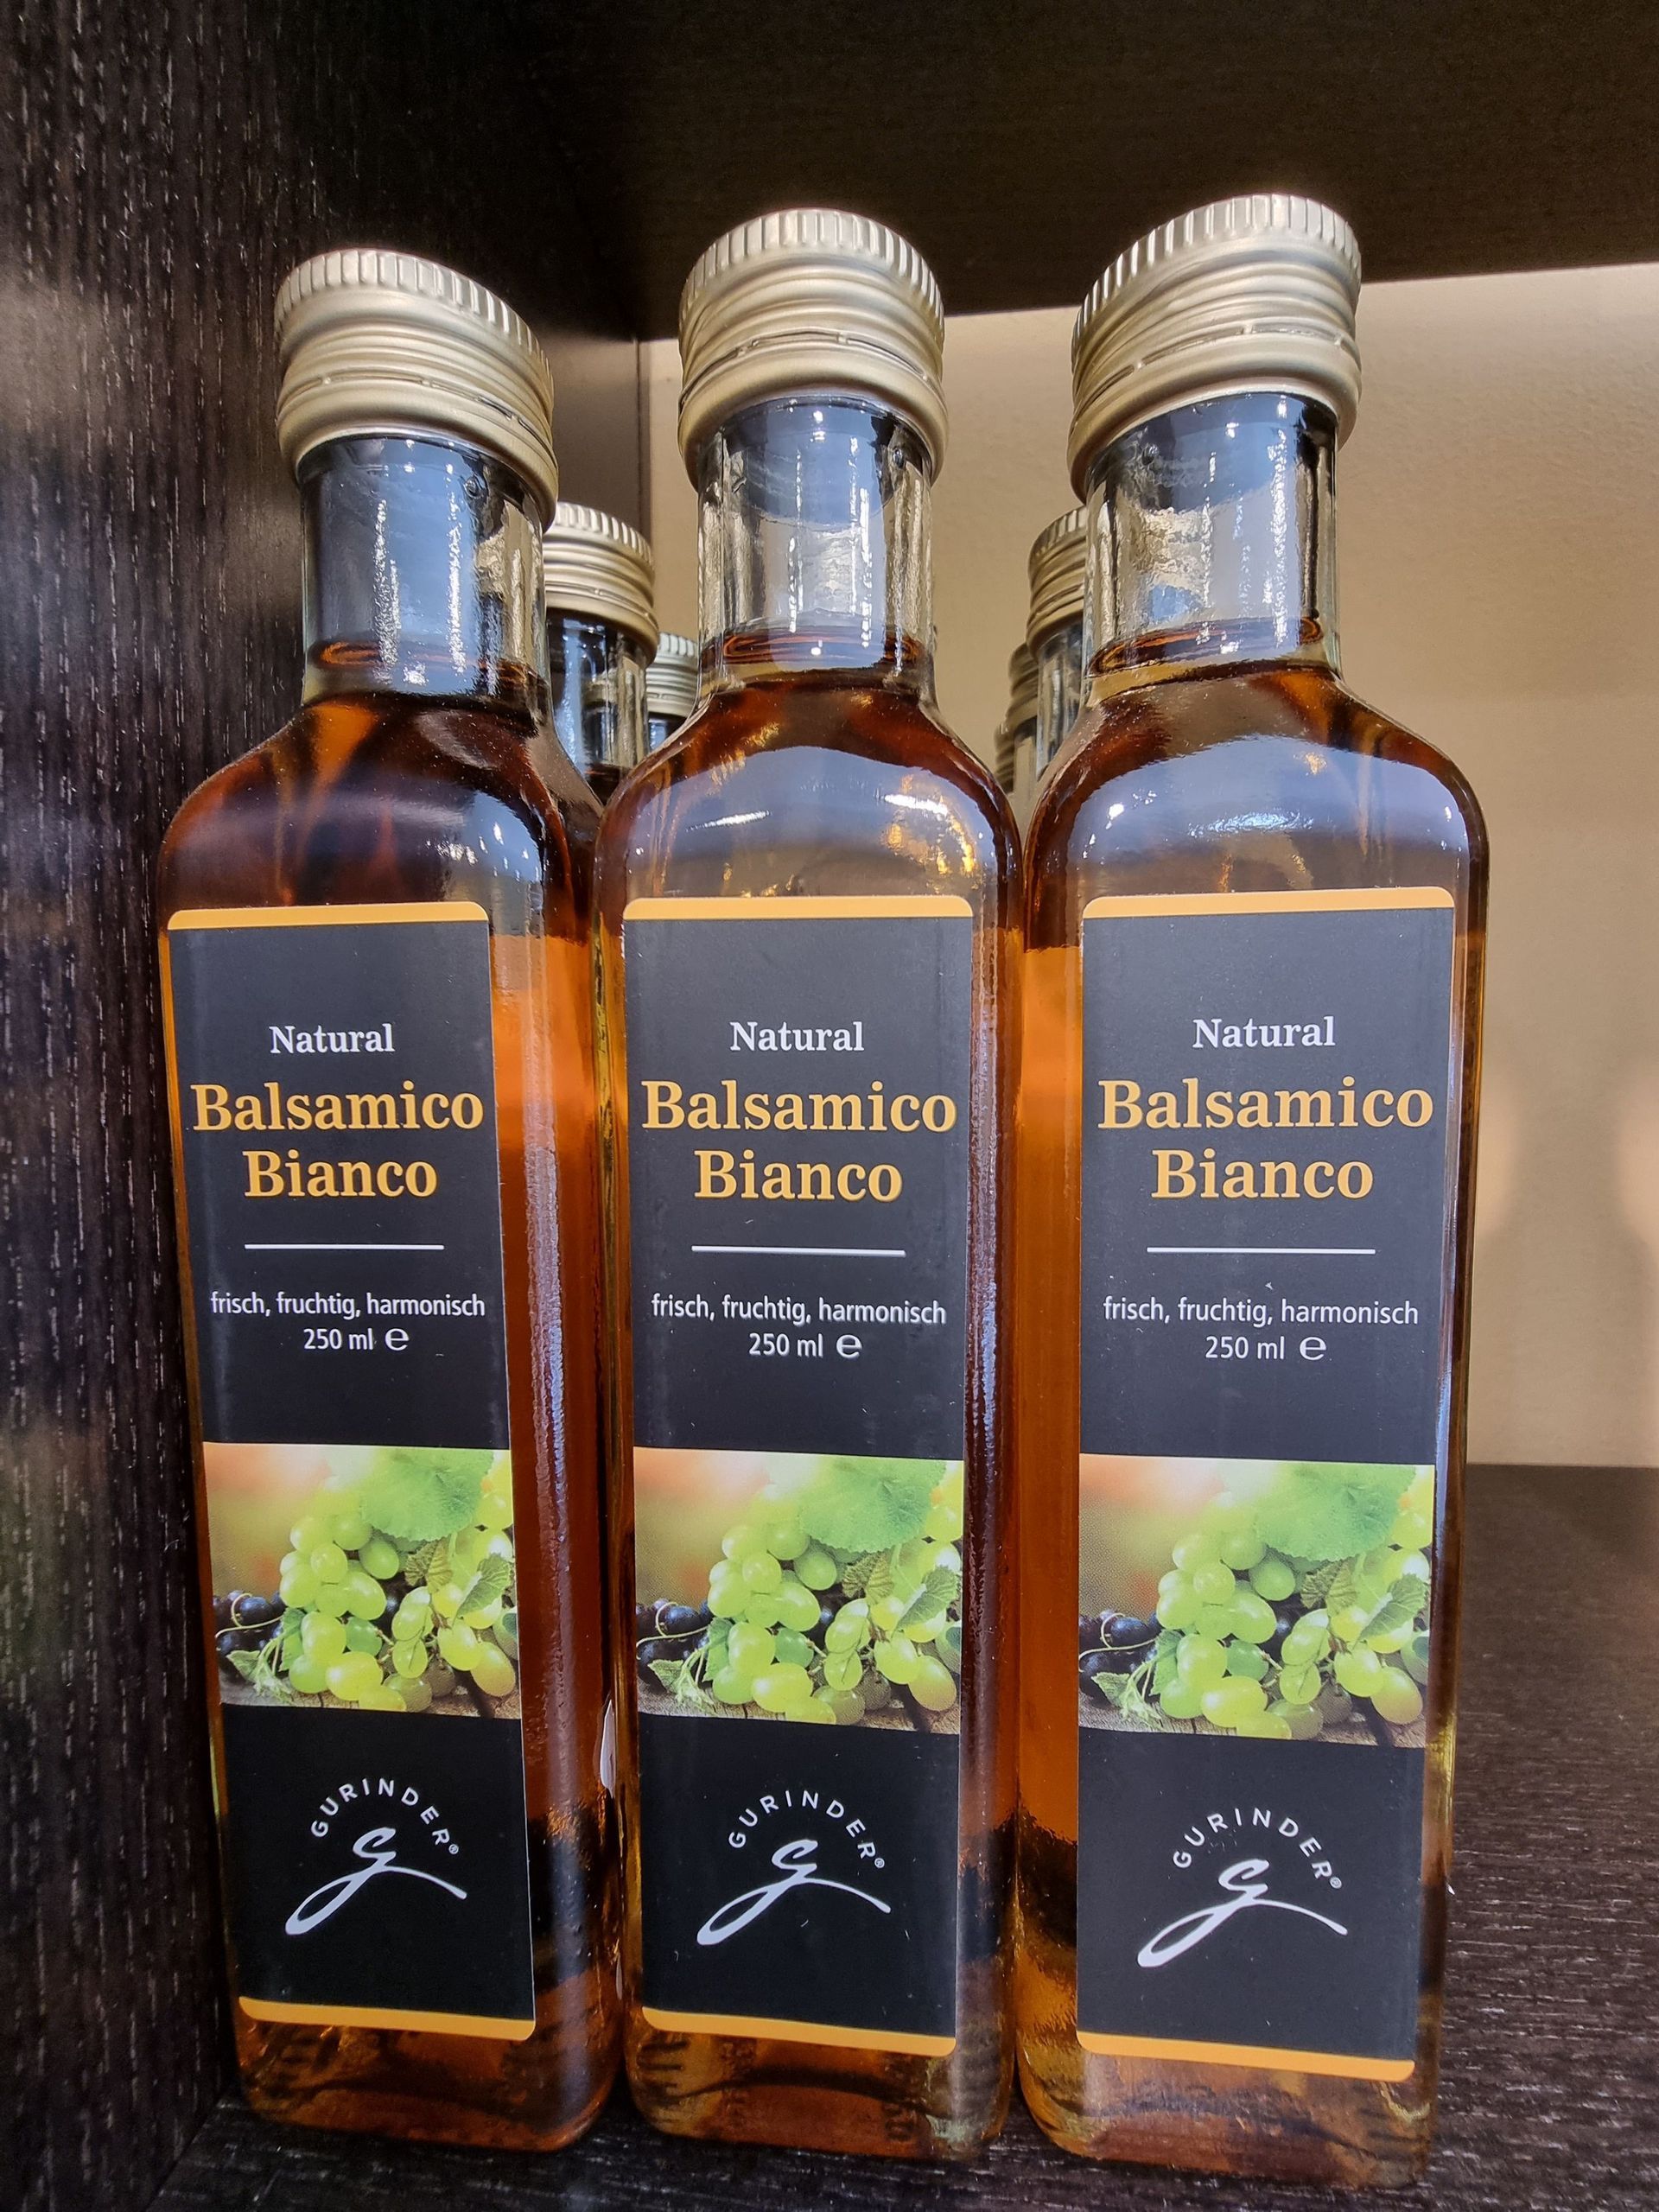 Natural
Balsamico
Bianco
frisch, fruchtig, harmonisch
250 ml ℮
GURINDER®
Natural
Balsamico
Bianco
frisch, fruchtig, harmonisch
250 ml ℮
GURINDER®
Natural
Balsamico
Bianco
frisch, fruchtig, harmonisch
250 ml ℮
GURINDER®